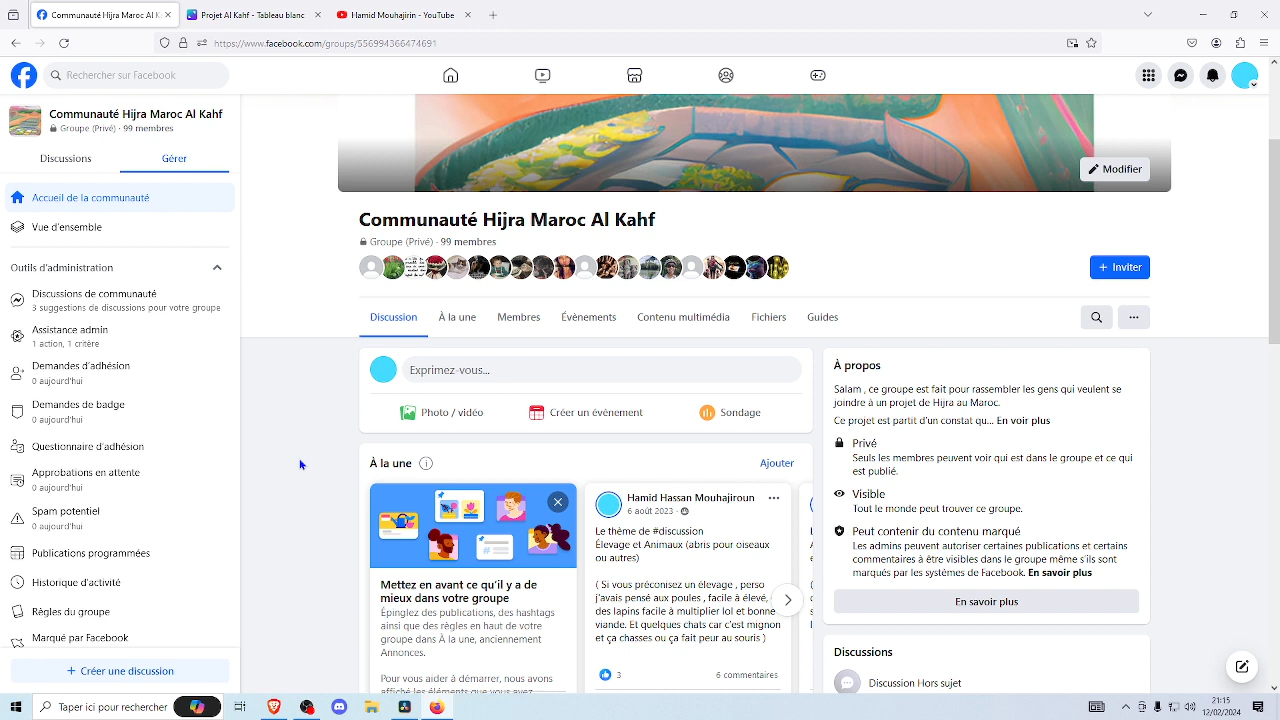 Communauté Hijra Maroc Al Kahf
Projet Al Kahf - Tableau blanc
Hamid Mouhajirin - YouTube
https://www.facebook.com/groups/556994366474691
Rechercher sur Facebook
Communauté Hijra Maroc Al Kahf
Groupe (Privé) · 99 membres
Discussions
Gérer
Accueil de la communauté
Vue d'ensemble
Outils d'administration
Discussions de communauté
3 suggestions de discussions pour votre groupe
Assistance admin
1 action, 1 critère
Demandes d'adhésion
0 aujourd'hui
Demandes de badge
0 aujourd'hui
Questionnaire d'adhésion
Approbations en attente
0 aujourd'hui
Spam potentiel
0 aujourd'hui
Publications programmées
Historique d'activité
Règles du groupe
Marqué par Facebook
+ Créer une discussion
Modifier
Communauté Hijra Maroc Al Kahf
Groupe (Privé) · 99 membres
+ Inviter
Discussion
À la une
Membres
Évènements
Contenu multimédia
Fichiers
Guides
Exprimez-vous...
Photo / vidéo
Créer un évènement
Sondage
À la une
Ajouter
Mettez en avant ce qu'il y a de
mieux dans votre groupe
Épinglez des publications, des hashtags
ainsi que des règles en haut de votre
groupe dans À la une, anciennement
Annonces.
Pour vous aider à démarrer, nous avons
affiché les éléments que vous avez
Hamid Hassan Mouhajiroun
6 août 2023 ·
Le thème de #discussion
Élevage et Animaux (abris pour oiseaux
ou autres)
( Si vous préconisez un élevage , perso
j'avais pensé aux poules , facile à élevé,
des lapins facile à multiplier lol et bonne
viande. Et quelques chats car c'est mignon
et ça chasses ou ça fait peur au souris )
3
6 commentaires
À propos
Salam , ce groupe est fait pour rassembler les gens qui veulent se
joindre à un projet de Hijra au Maroc.
Ce projet est partit d'un constat qu... En voir plus
Privé
Seuls les membres peuvent voir qui est dans le groupe et ce qui
est publié.
Visible
Tout le monde peut trouver ce groupe.
Peut contenir du contenu marqué
Les admins peuvent autoriser certaines publications et certains
commentaires à être visibles dans le groupe même s'ils sont
marqués par les systèmes de Facebook. En savoir plus
En savoir plus
Discussions
Discussion Hors sujet
Taper ici pour rechercher
21:15
12/02/2024